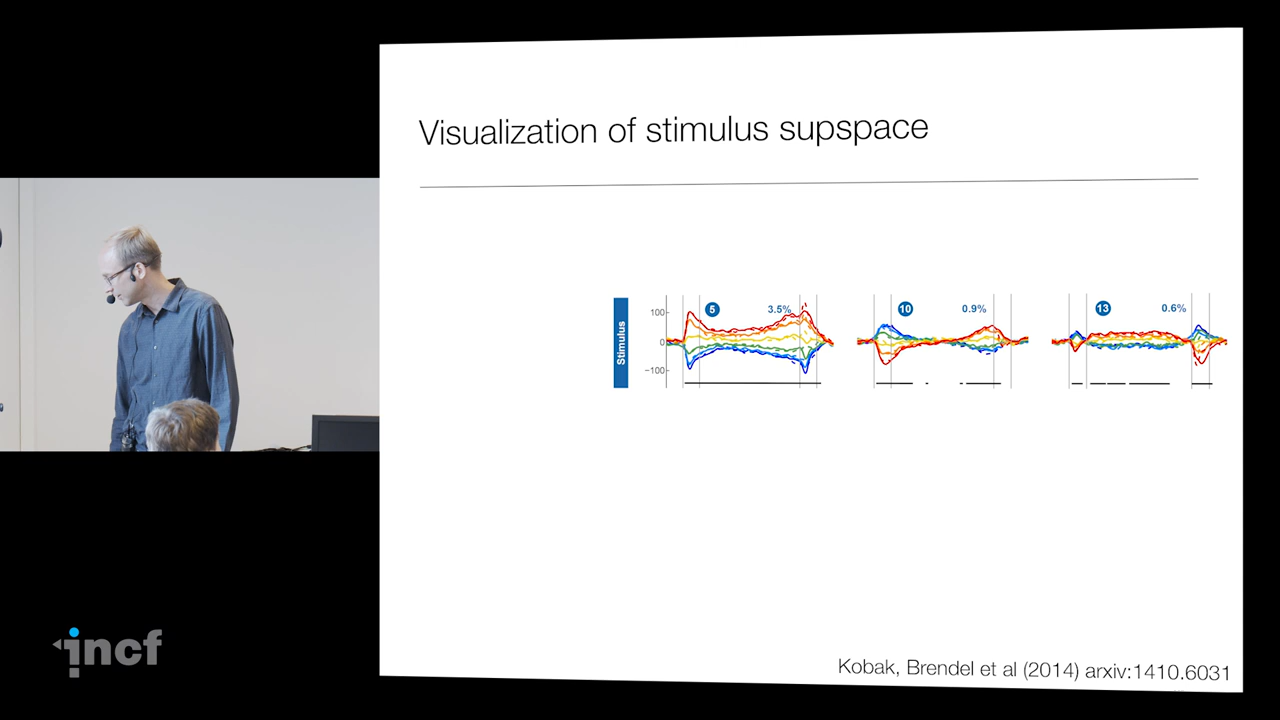 Visualization of stimulus supspace
Stimulus
100
0
−100
5
3.5%
10
0.9%
13
0.6%
incf
Kobak, Brendel et al (2014) arxiv:1410.6031